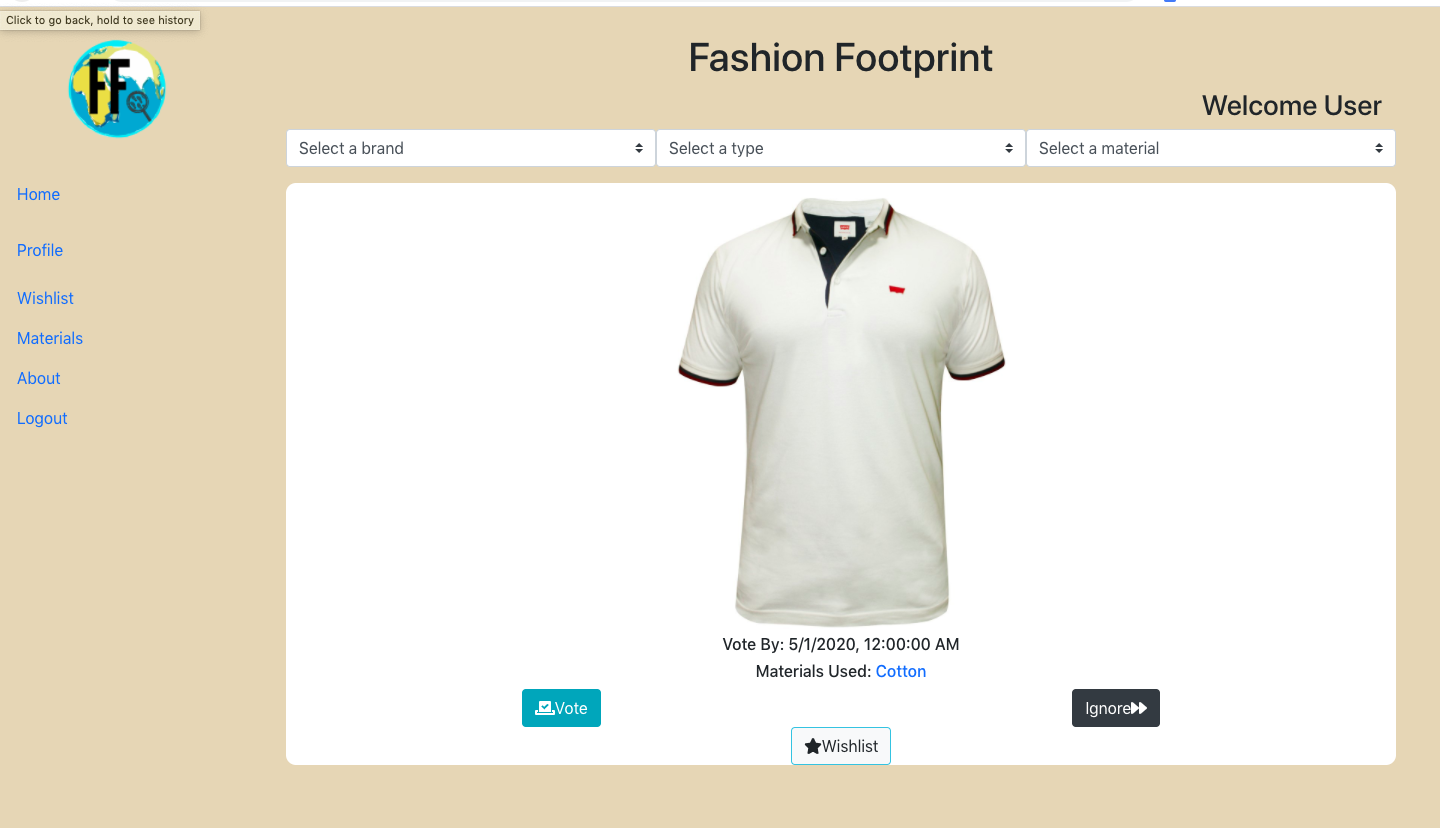 Click to go back, hold to see history
FF
Fashion Footprint
Welcome User
Select a brand
Select a type
Select a material
Home
Profile
Wishlist
Materials
About
Logout
Vote By: 5/1/2020, 12:00:00 AM
Materials Used: Cotton
Vote
Ignore
Wishlist